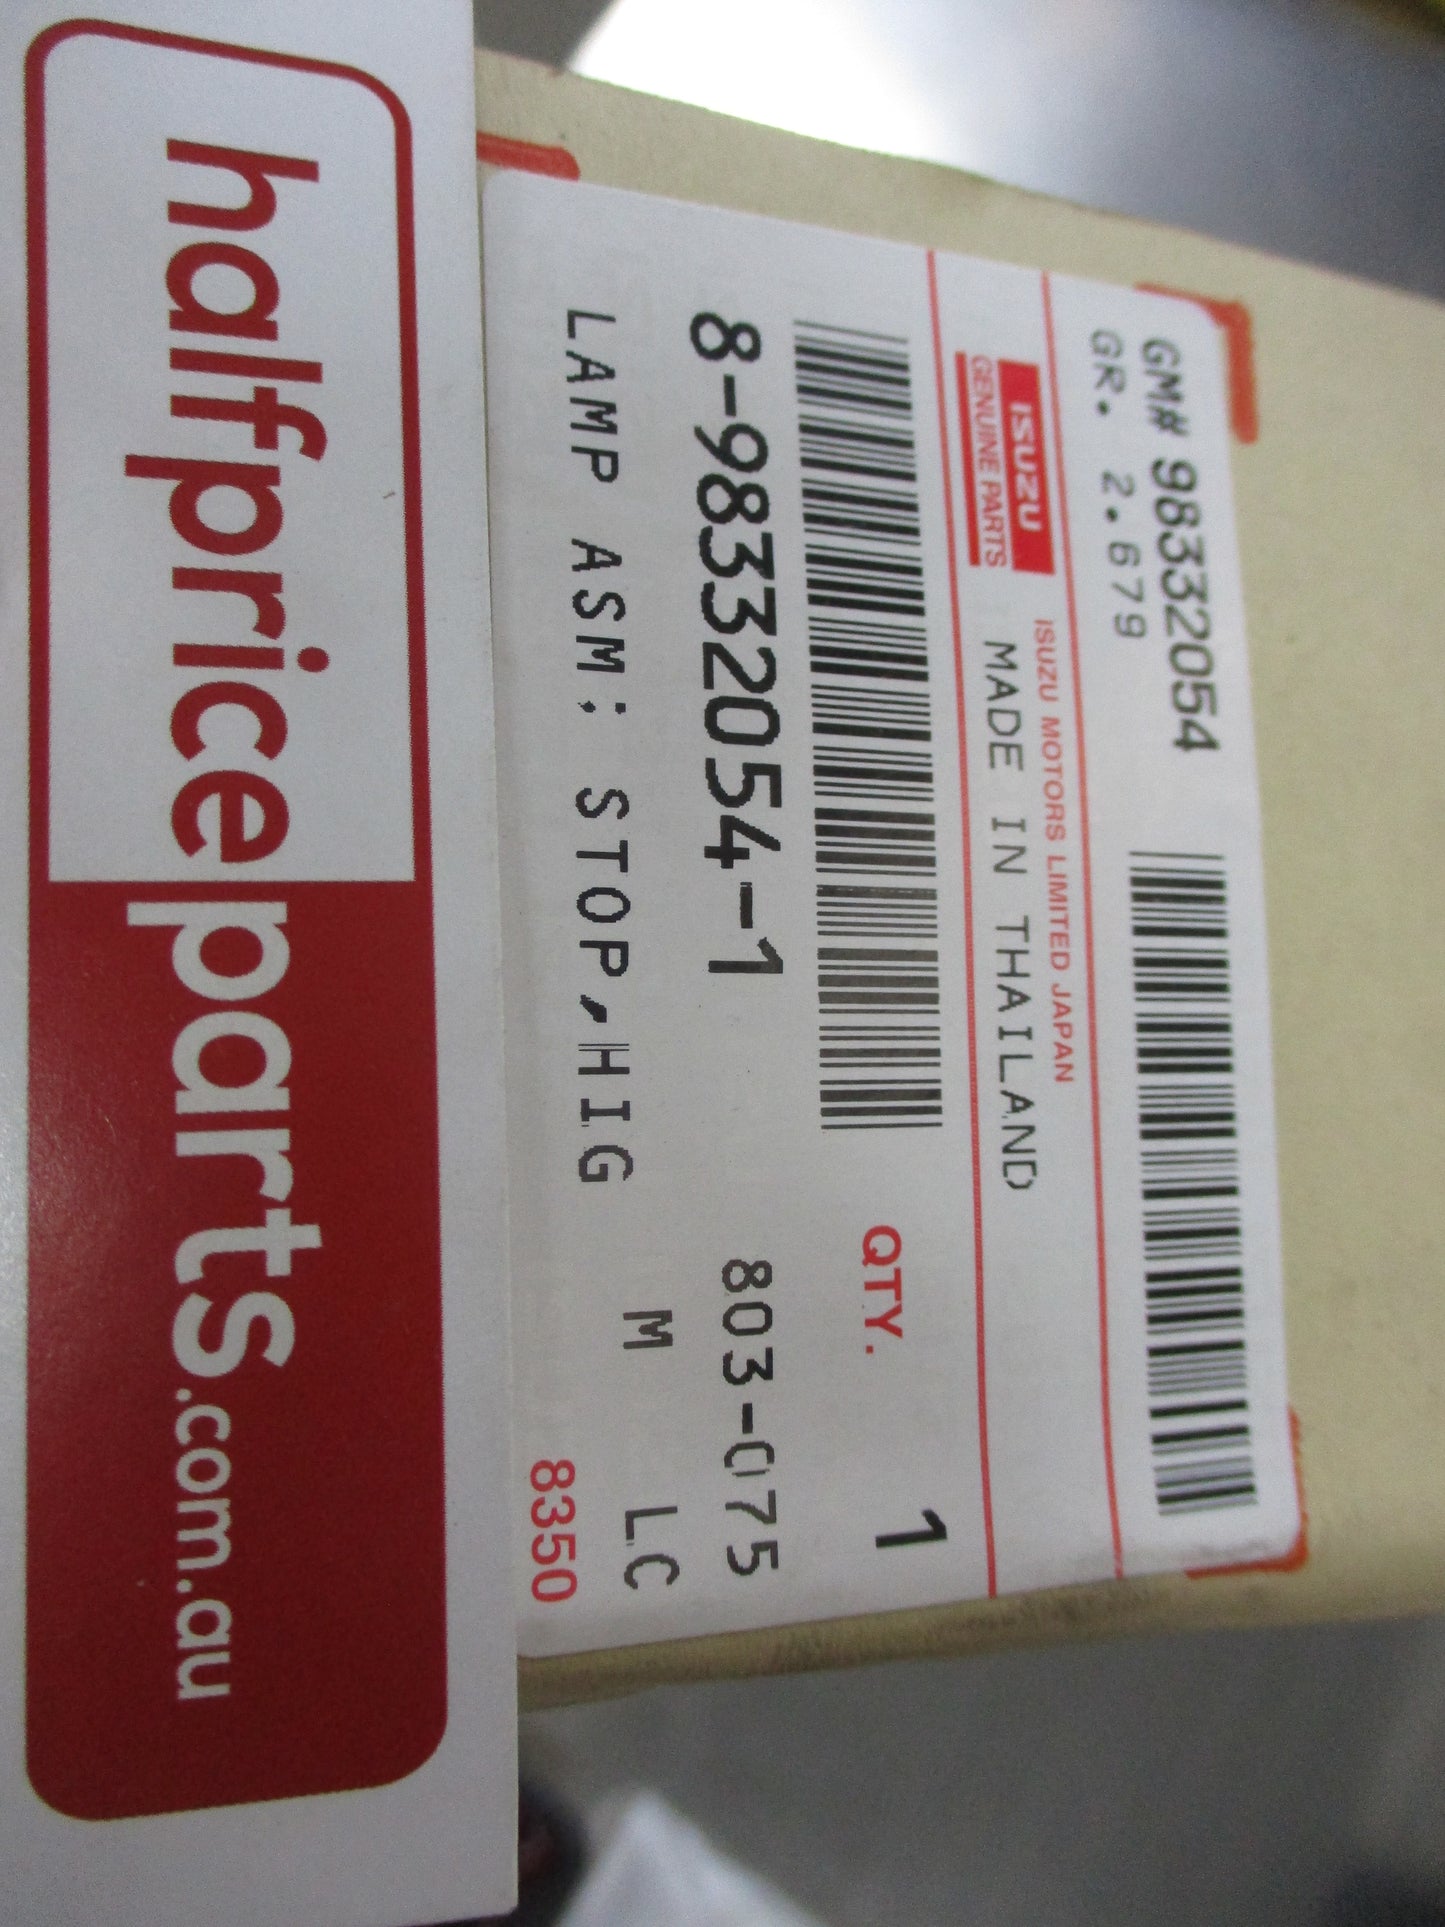 GM# 98332054
GR. 2.679
ISUZU
GENUINE PARTS
ISUZU MOTORS LIMITED JAPAN
MADE IN THAILAND
QTY. 1
8-98332054-1
803-075
LAMP ASM; STOP,HIG
M LC
8350
halfpriceparts.com.au